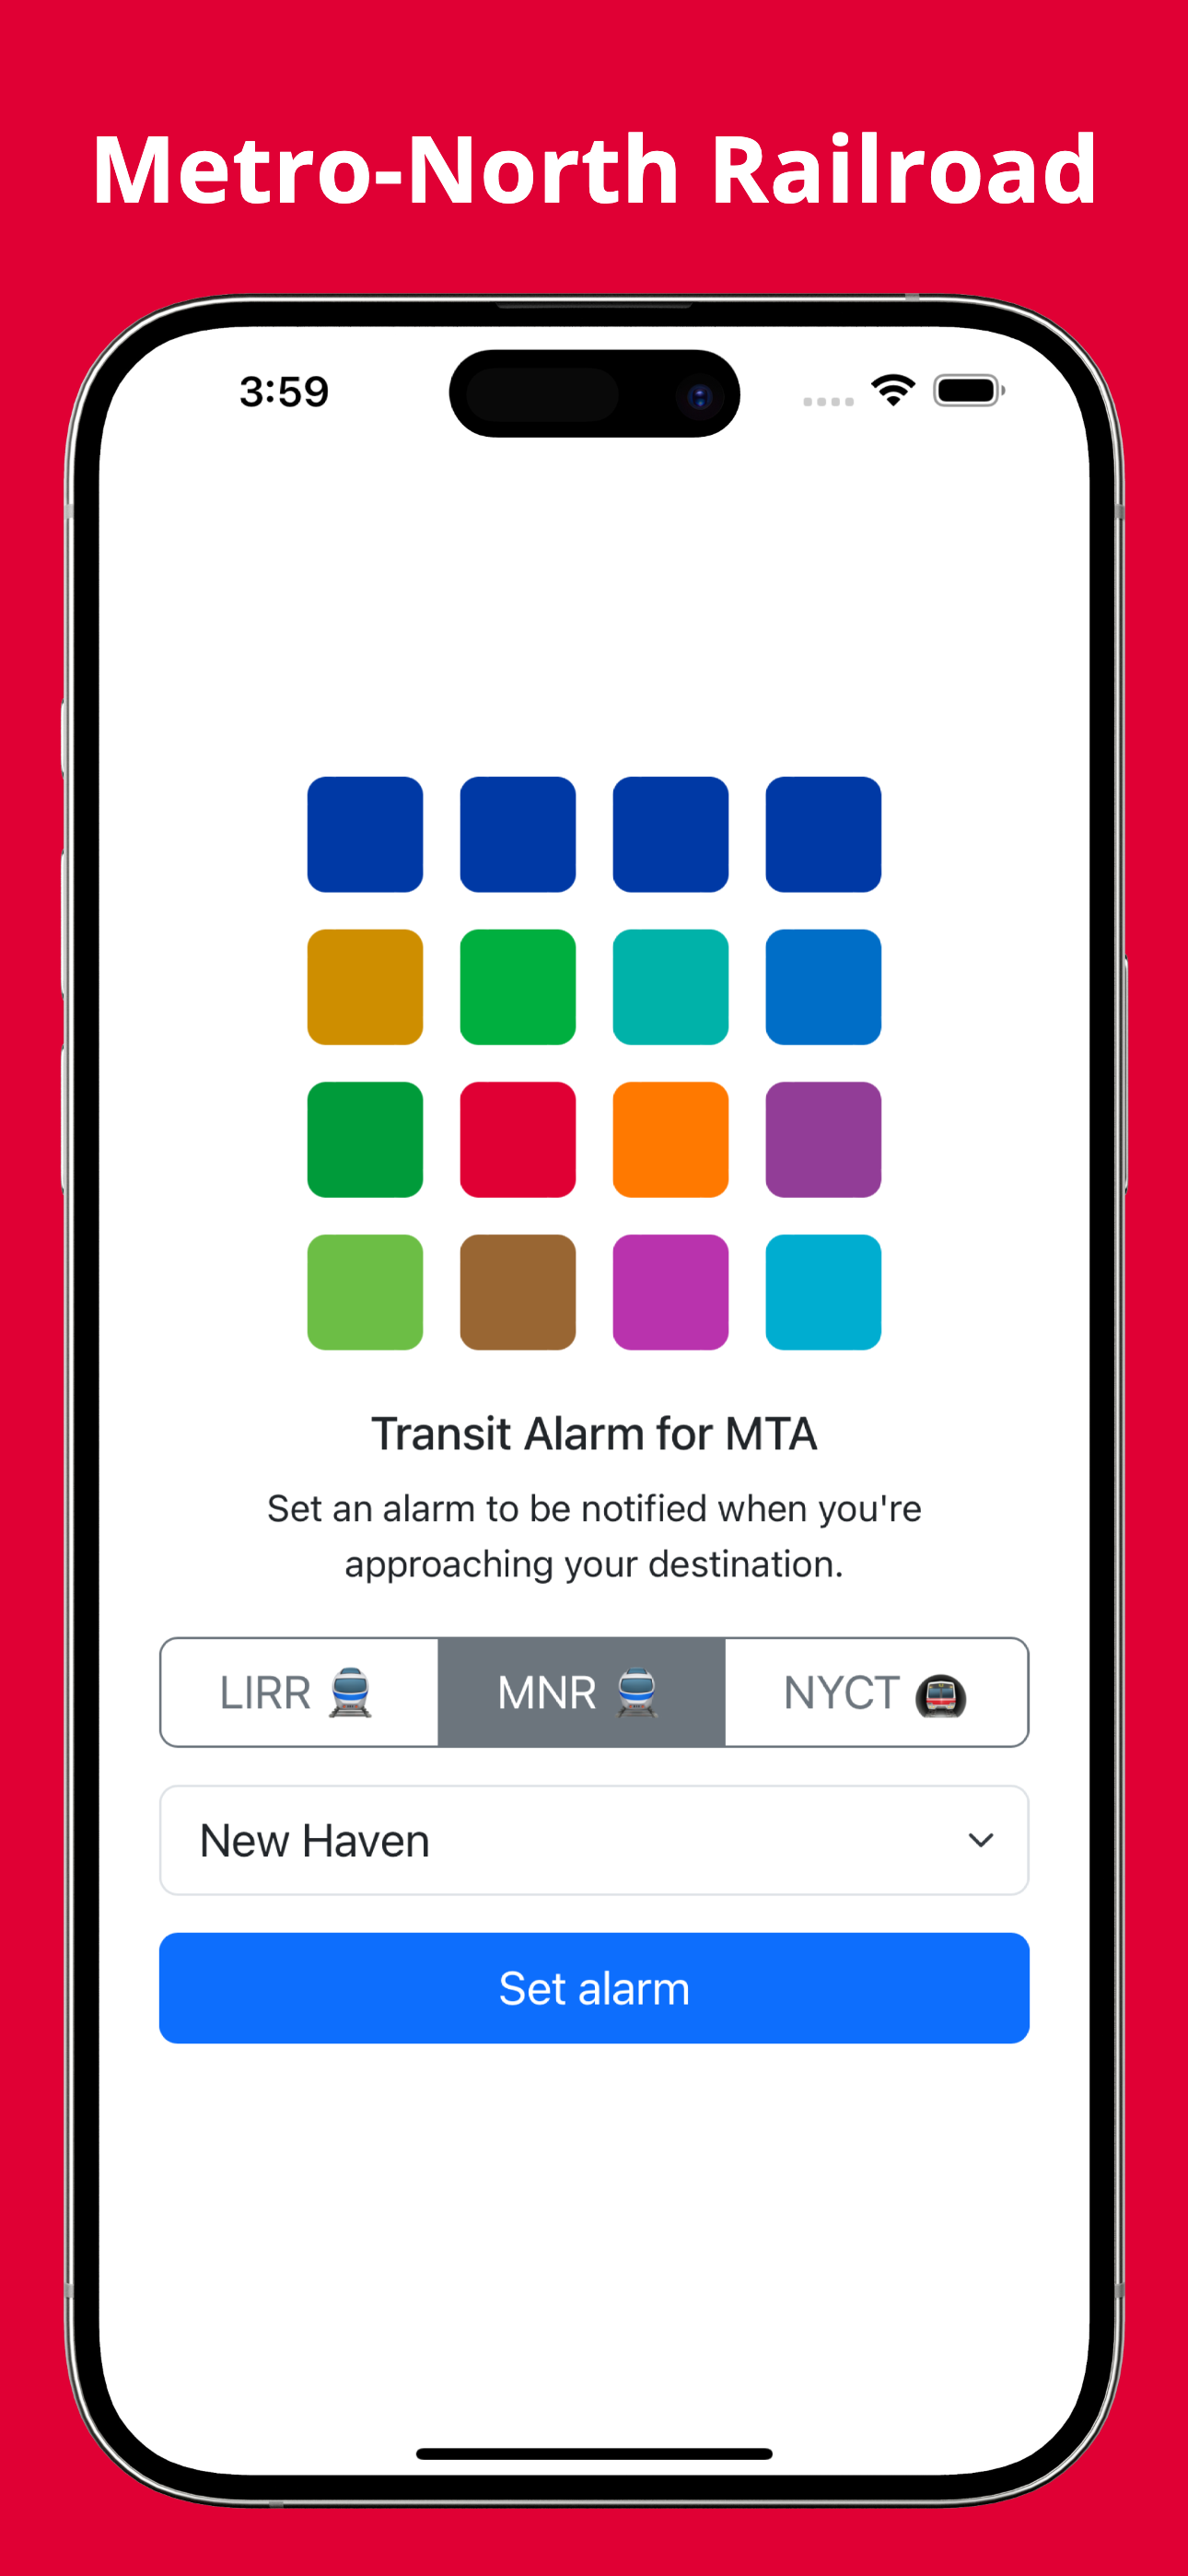 Metro-North Railroad
3:59
Transit Alarm for MTA
Set an alarm to be notified when you're
approaching your destination.
LIRR 🚈 MNR 🚈 NYCT 🚇
New Haven
Set alarm